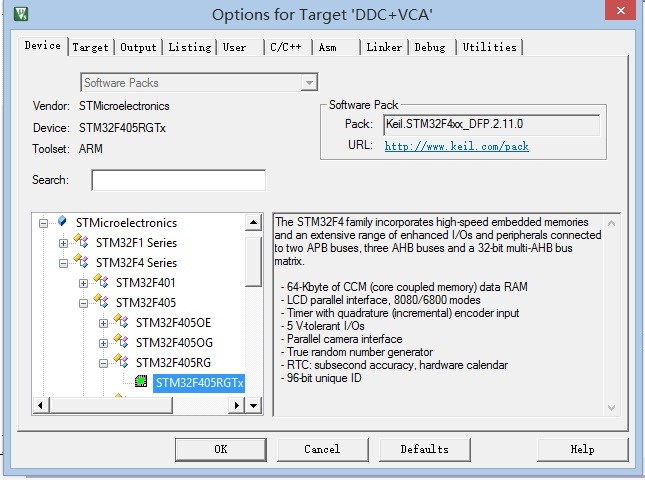 Options for Target 'DDC+VCA'
Device Target Output Listing User C/C++ Asm Linker Debug Utilities
Software Packs
Vendor: STMicroelectronics
Device: STM32F405RGTx
Toolset: ARM
Search:
Software Pack
Pack: Keil.STM32F4xx_DFP.2.11.0
URL: http://www.keil.com/pack
STMicroelectronics
STM32F1 Series
STM32F4 Series
STM32F401
STM32F405
STM32F405OE
STM32F405OG
STM32F405RG
STM32F405RGTx
The STM32F4 family incorporates high-speed embedded memories
and an extensive range of enhanced I/Os and peripherals connected
to two APB buses, three AHB buses and a 32-bit multi-AHB bus
matrix.
- 64-Kbyte of CCM (core coupled memory) data RAM
- LCD parallel interface, 8080/6800 modes
- Timer with quadrature (incremental) encoder input
- 5 V-tolerant I/Os
- Parallel camera interface
- True random number generator
- RTC: subsecond accuracy, hardware calendar
- 96-bit unique ID
OK Cancel Defaults Help